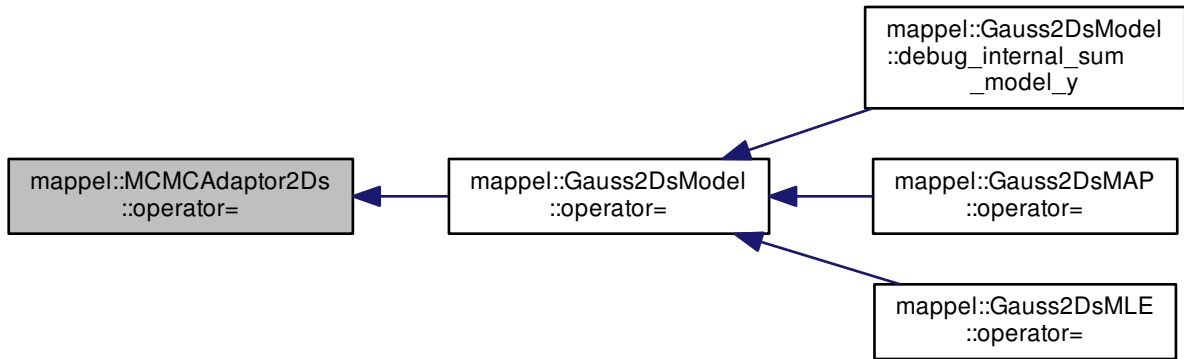 mappel::MCMCAdaptor2Ds
::operator=
mappel::Gauss2DsModel
::operator=
mappel::Gauss2DsModel
::debug_internal_sum
_model_y
mappel::Gauss2DsMAP
::operator=
mappel::Gauss2DsMLE
::operator=